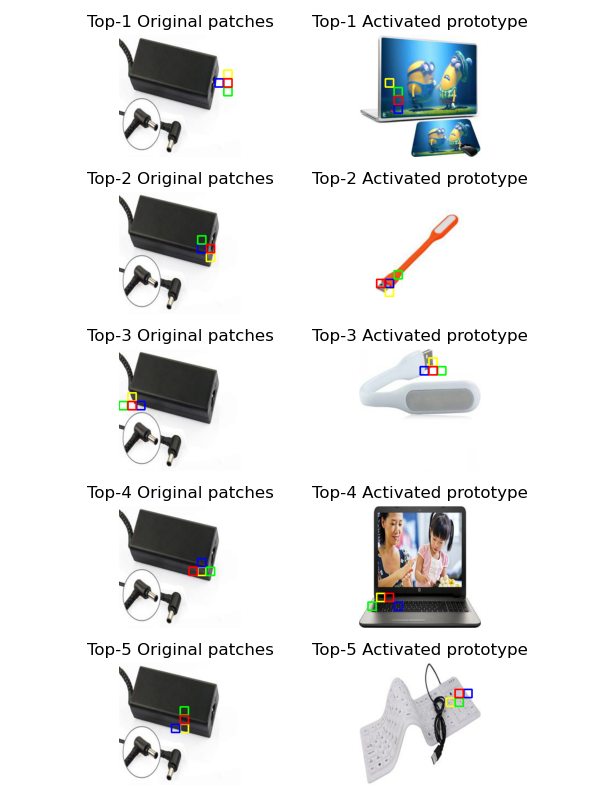 Top-1 Original patches
Top-1 Activated prototype
Top-2 Original patches
Top-2 Activated prototype
Top-3 Original patches
Top-3 Activated prototype
Top-4 Original patches
Top-4 Activated prototype
Top-5 Original patches
Top-5 Activated prototype